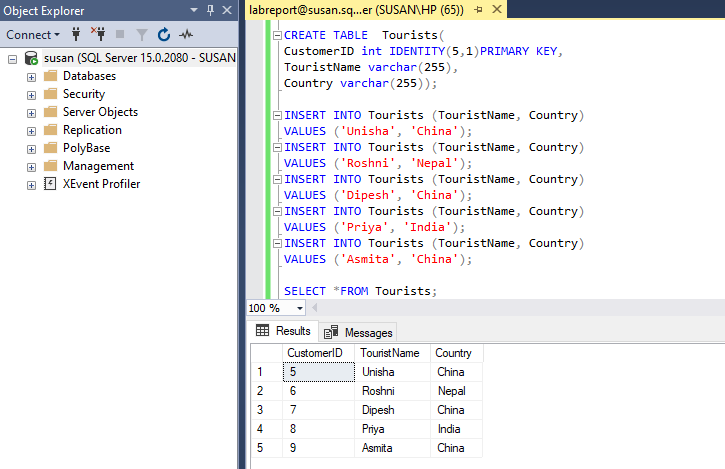 Object Explorer
Connect
susan (SQL Server 15.0.2080 - SUSAN
Databases
Security
Server Objects
Replication
PolyBase
Management
XEvent Profiler
labreport@susan.sq...er (SUSAN\HP (65))
CREATE TABLE  Tourists(
CustomerID int IDENTITY(5,1)PRIMARY KEY,
TouristName varchar(255),
Country varchar(255));
INSERT INTO Tourists (TouristName, Country)
VALUES ('Unisha', 'China');
INSERT INTO Tourists (TouristName, Country)
VALUES ('Roshni', 'Nepal');
INSERT INTO Tourists (TouristName, Country)
VALUES ('Dipesh', 'China');
INSERT INTO Tourists (TouristName, Country)
VALUES ('Priya', 'India');
INSERT INTO Tourists (TouristName, Country)
VALUES ('Asmita', 'China');
SELECT *FROM Tourists;
100 %
Results Messages
CustomerID TouristName Country
1 5 Unisha China
2 6 Roshni Nepal
3 7 Dipesh China
4 8 Priya India
5 9 Asmita China